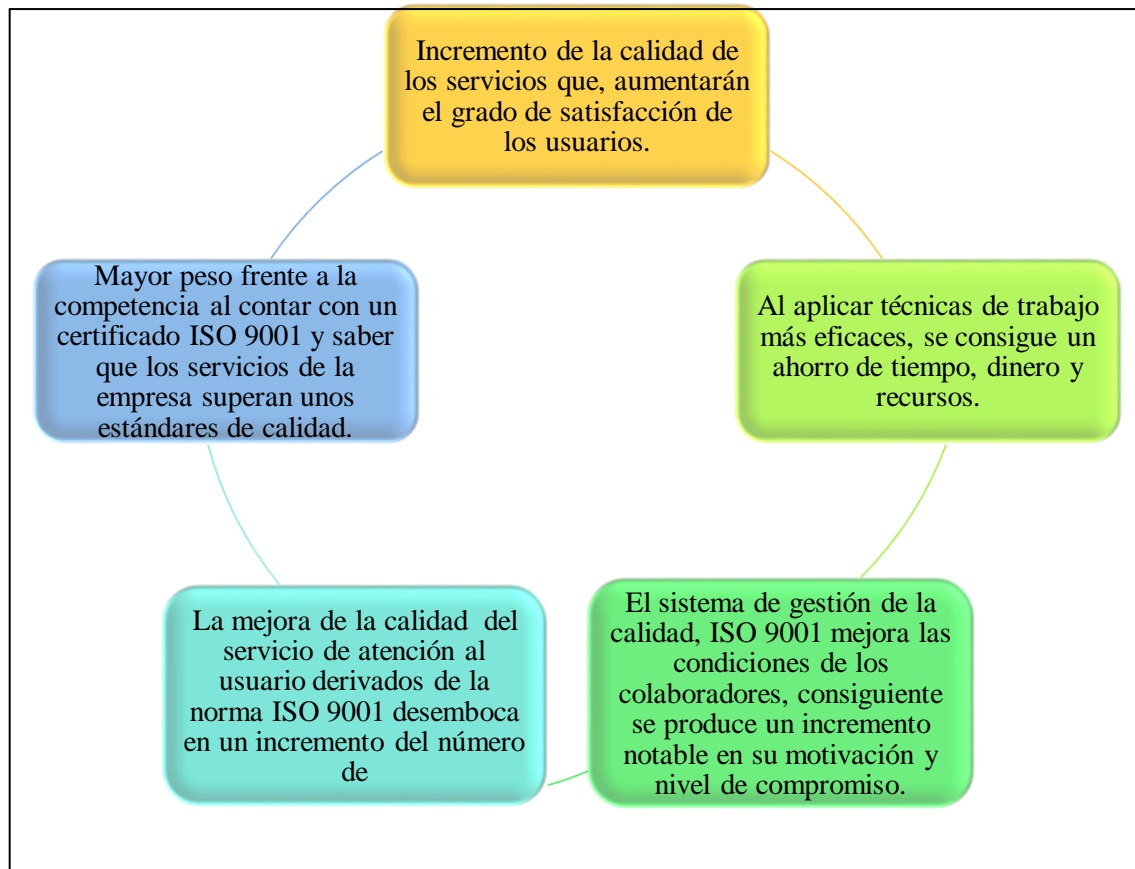 Incremento de la calidad de
los servicios que, aumentarán
el grado de satisfacción de
los usuarios.
Al aplicar técnicas de trabajo
más eficaces, se consigue un
ahorro de tiempo, dinero y
recursos.
El sistema de gestión de la
calidad, ISO 9001 mejora las
condiciones de los
colaboradores, consiguiente
se produce un incremento
notable en su motivación y
nivel de compromiso.
La mejora de la calidad  del
servicio de atención al
usuario derivados de la
norma ISO 9001 desemboca
en un incremento del número
de
Mayor peso frente a la
competencia al contar con un
certificado ISO 9001 y saber
que los servicios de la
empresa superan unos
estándares de calidad.